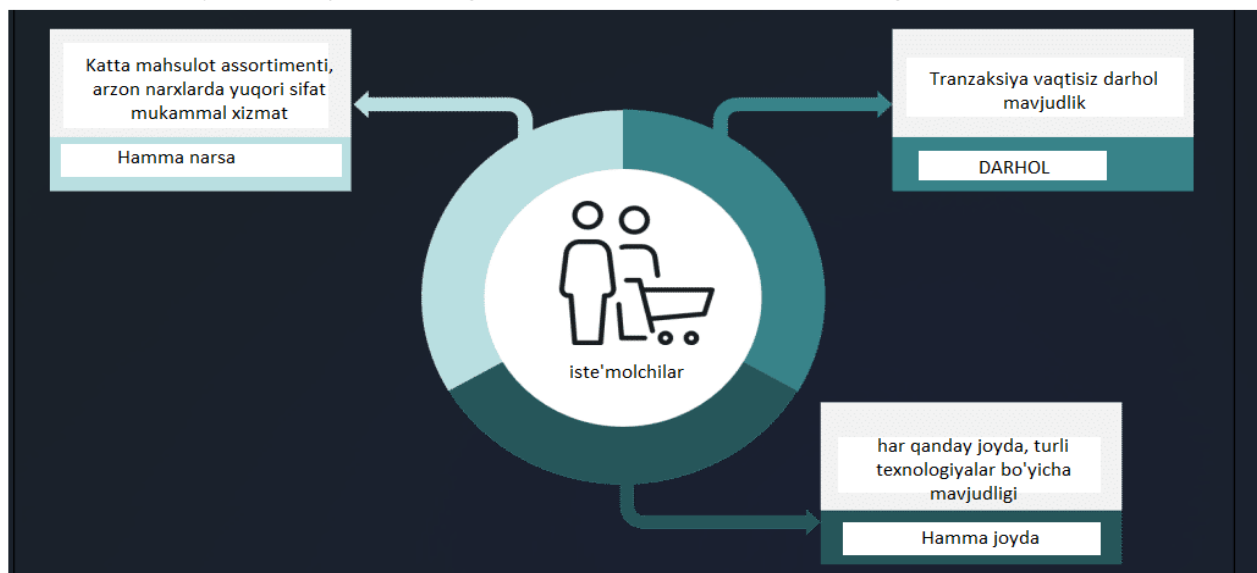 Katta mahsulot assortimenti,
arzon narxlarda yuqori sifat
mukammal xizmat
Hamma narsa
Tranzaksiya vaqtisiz darhol
mavjudlik
DARHOL
iste'molchilar
har qanday joyda, turli
texnologiyalar bo'yicha
mavjudligi
Hamma joyda